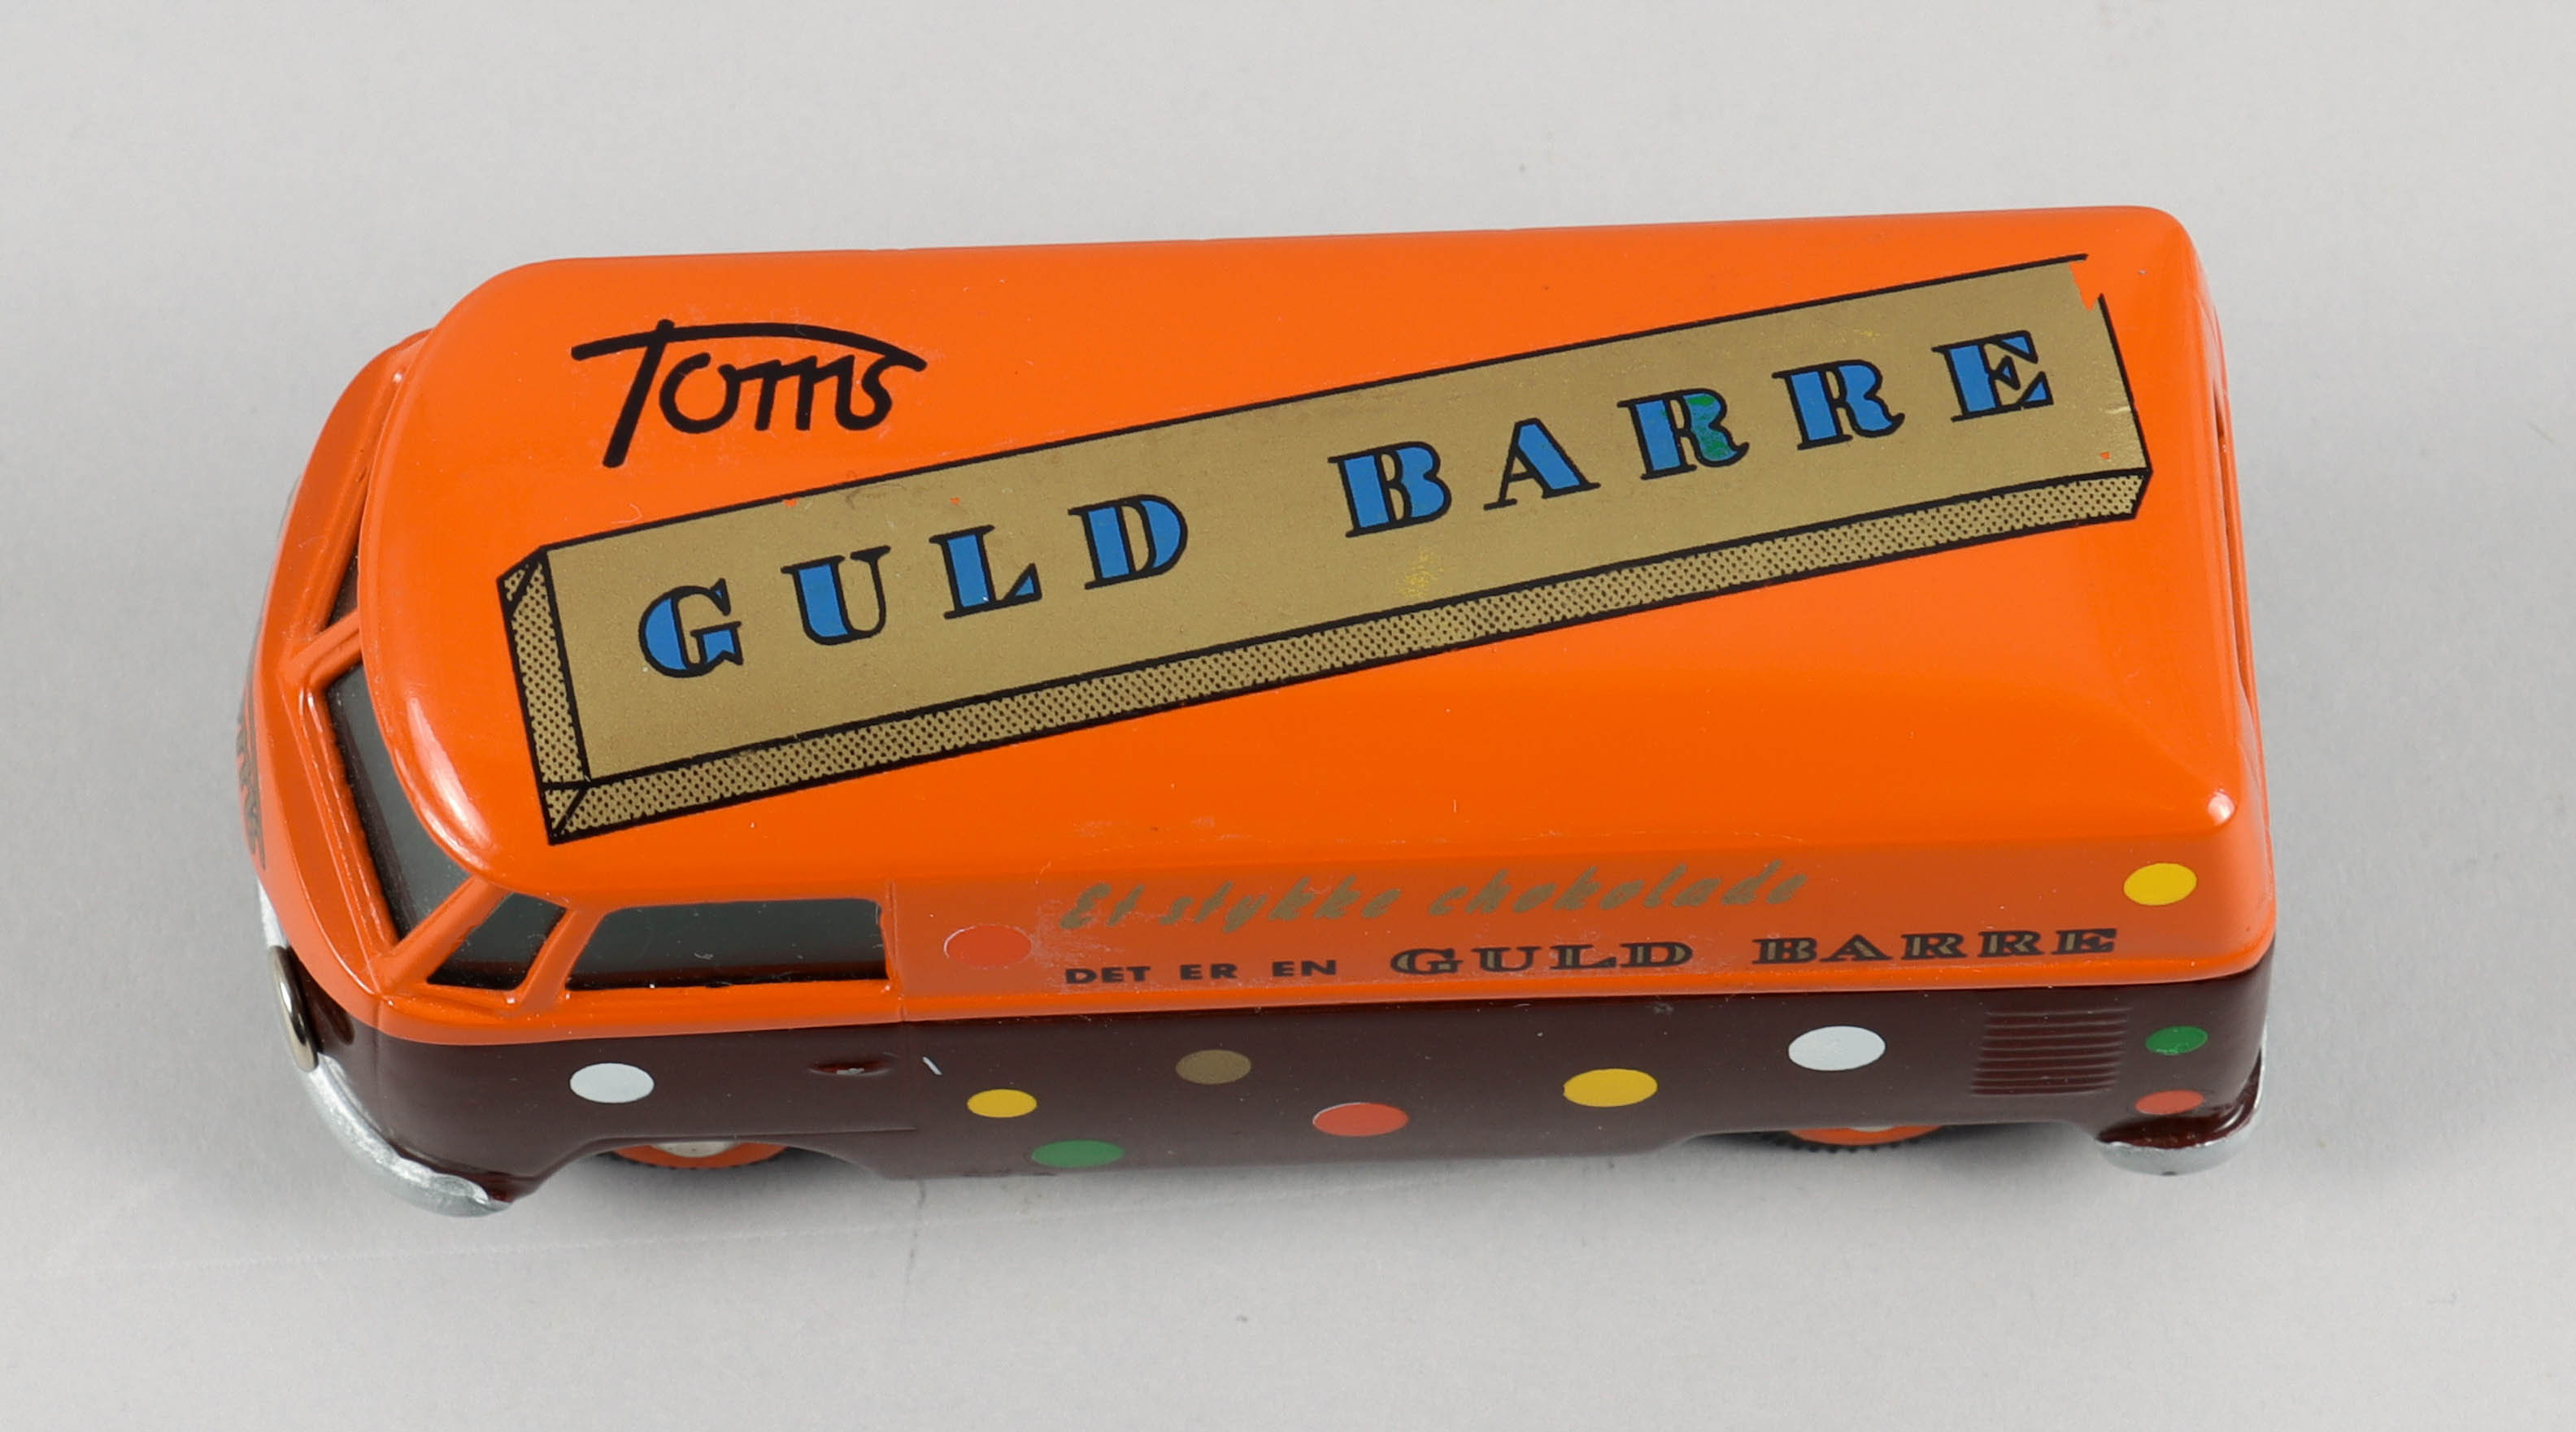 Toms
GULD BARRE
Et stykke chokolade
DET ER EN GULD BARRE